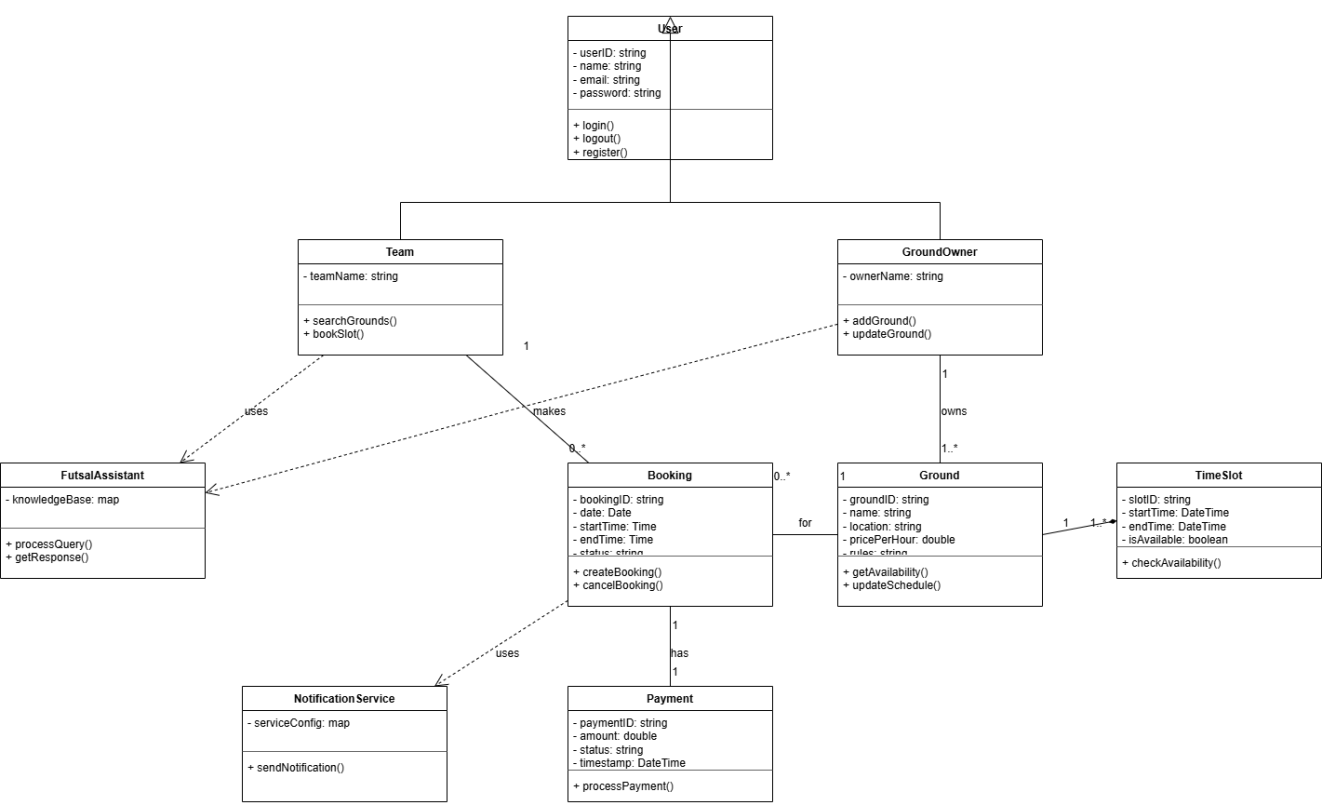 User
- userID: string
- name: string
- email: string
- password: string
+ login()
+ logout()
+ register()
Team
- teamName: string
+ searchGrounds()
+ bookSlot()
GroundOwner
- ownerName: string
+ addGround()
+ updateGround()
1
1
uses
makes
owns
0..*
1..*
FutsalAssistant
- knowledgeBase: map
+ processQuery()
+ getResponse()
Booking
- bookingID: string
- date: Date
- startTime: Time
- endTime: Time
- status: string
+ createBooking()
+ cancelBooking()
0..*
for
1
Ground
- groundID: string
- name: string
- location: string
- pricePerHour: double
- rules: string
+ getAvailability()
+ updateSchedule()
1
1..*
TimeSlot
- slotID: string
- startTime: DateTime
- endTime: DateTime
- isAvailable: boolean
+ checkAvailability()
uses
1
has
1
NotificationService
- serviceConfig: map
+ sendNotification()
Payment
- paymentID: string
- amount: double
- status: string
- timestamp: DateTime
+ processPayment()